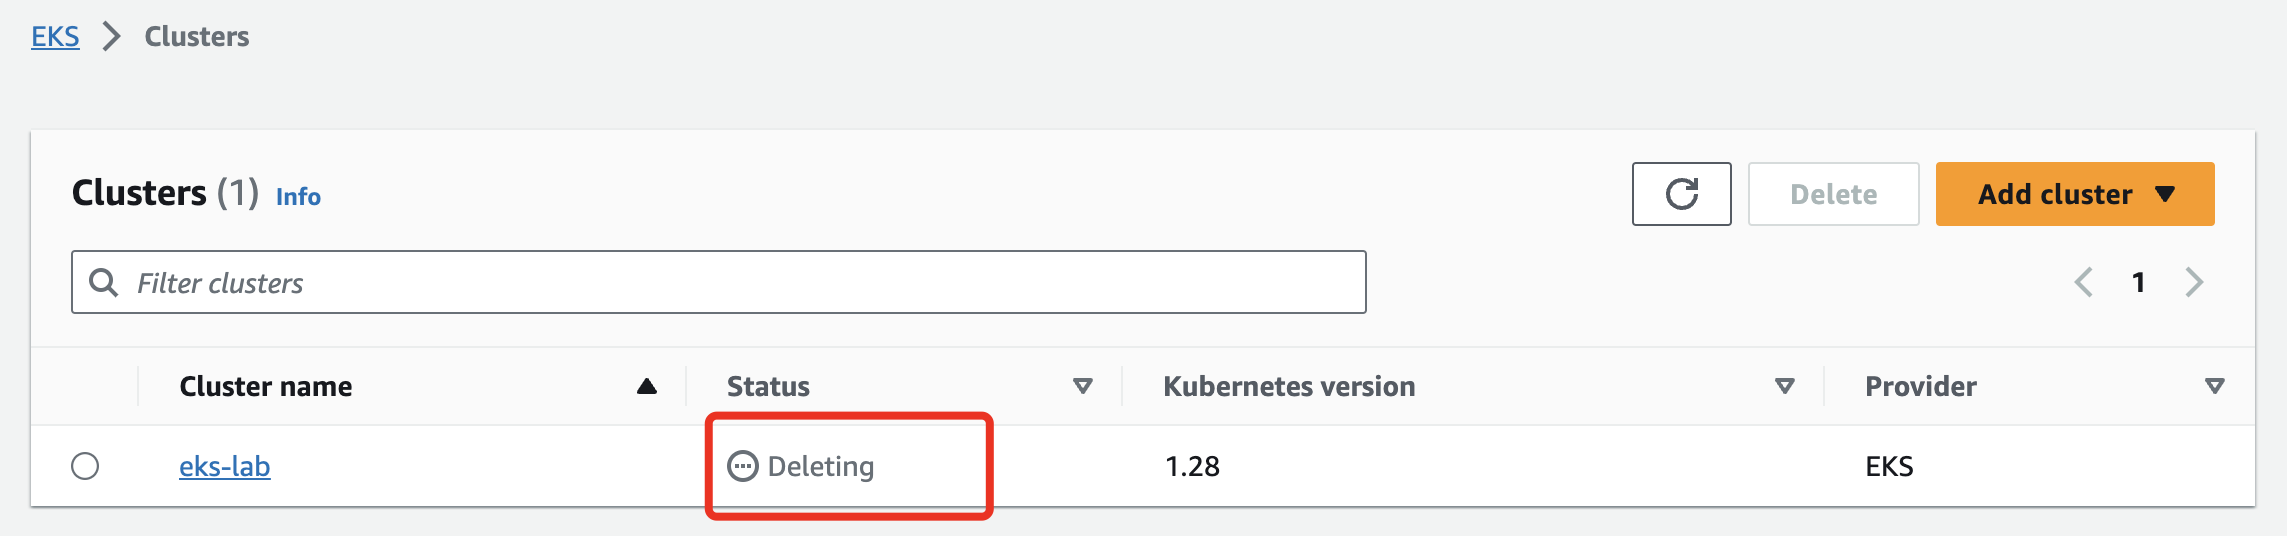 EKS > Clusters
Clusters (1) Info
Delete
Add cluster
Filter clusters
1
Cluster name Status Kubernetes version Provider
eks-lab Deleting 1.28 EKS